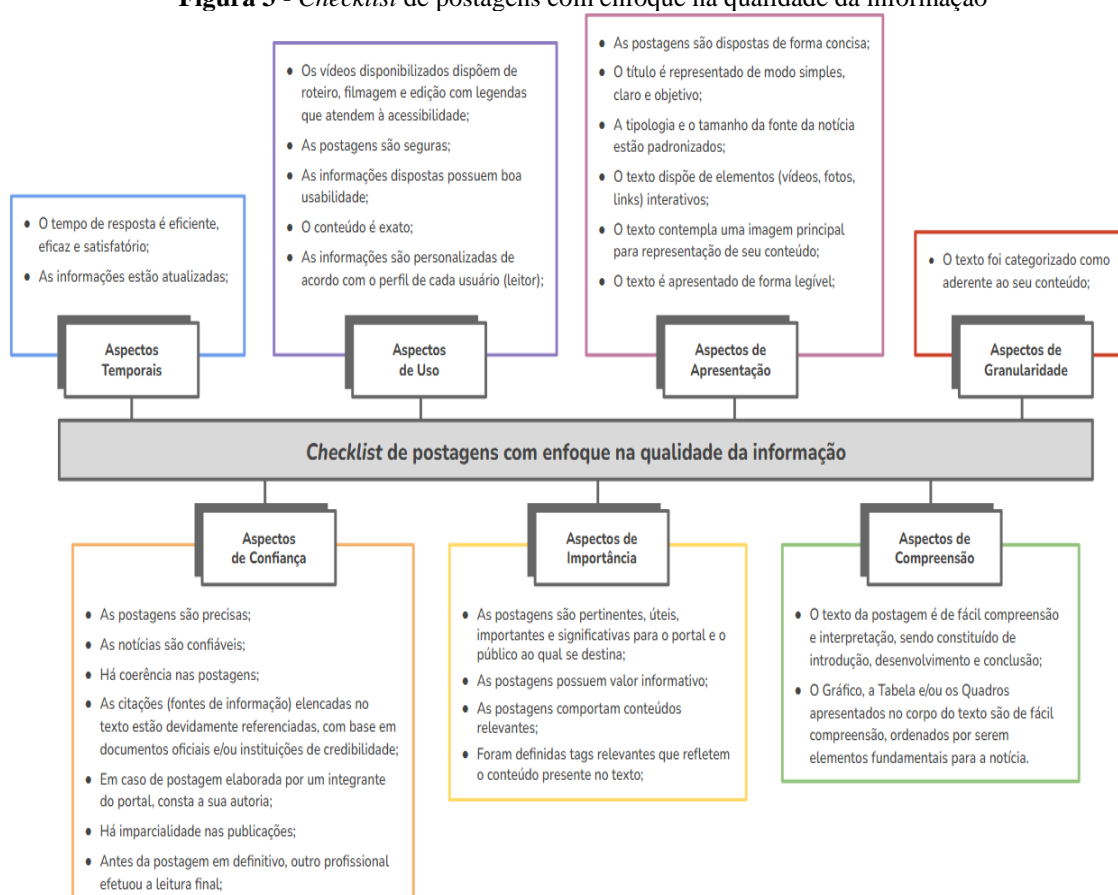 Figura 3 - Checklist de postagens com enfoque na qualidade da informação
● O tempo de resposta é eficiente,
eficaz e satisfatório;
● As informações estão atualizadas;
Aspectos
Temporais
● Os vídeos disponibilizados dispõem de
roteiro, filmagem e edição com legendas
que atendem à acessibilidade;
● As postagens são seguras;
● As informações dispostas possuem boa
usabilidade;
● O conteúdo é exato;
● As informações são personalizadas de
acordo com o perfil de cada usuário (leitor);
Aspectos
de Uso
● As postagens são dispostas de forma concisa;
● O título é representado de modo simples,
claro e objetivo;
● A tipologia e o tamanho da fonte da notícia
estão padronizados;
● O texto dispõe de elementos (vídeos, fotos,
links) interativos;
● O texto contempla uma imagem principal
para representação de seu conteúdo;
● O texto é apresentado de forma legível;
Aspectos de
Apresentação
● O texto foi categorizado como
aderente ao seu conteúdo;
Aspectos de
Granularidade
Checklist de postagens com enfoque na qualidade da informação
Aspectos
de Confiança
● As postagens são precisas;
● As notícias são confiáveis;
● Há coerência nas postagens;
● As citações (fontes de informação) elencadas no
texto estão devidamente referenciadas, com base em
documentos oficiais e/ou instituições de credibilidade;
● Em caso de postagem elaborada por um integrante
do portal, consta a sua autoria;
● Há imparcialidade nas publicações;
● Antes da postagem em definitivo, outro profissional
efetuou a leitura final;
Aspectos de
Importância
● As postagens são pertinentes, úteis,
importantes e significativas para o portal e o
público ao qual se destina;
● As postagens possuem valor informativo;
● As postagens comportam conteúdos
relevantes;
● Foram definidas tags relevantes que refletem
o conteúdo presente no texto;
Aspectos de
Compreensão
● O texto da postagem é de fácil compreensão
e interpretação, sendo constituído de
introdução, desenvolvimento e conclusão;
● O Gráfico, a Tabela e/ou os Quadros
apresentados no corpo do texto são de fácil
compreensão, ordenados por serem
elementos fundamentais para a notícia.